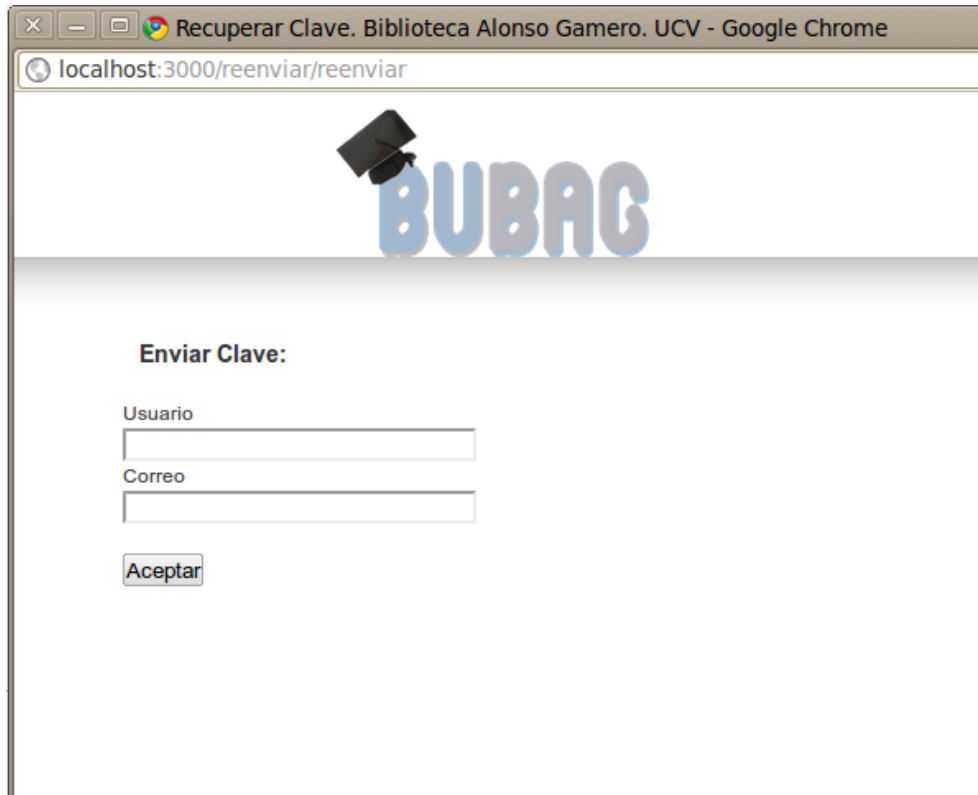 Recuperar Clave. Biblioteca Alonso Gamero. UCV - Google Chrome
localhost:3000/reenviar/reenviar
BUBAG
Enviar Clave:
Usuario
Correo
Aceptar